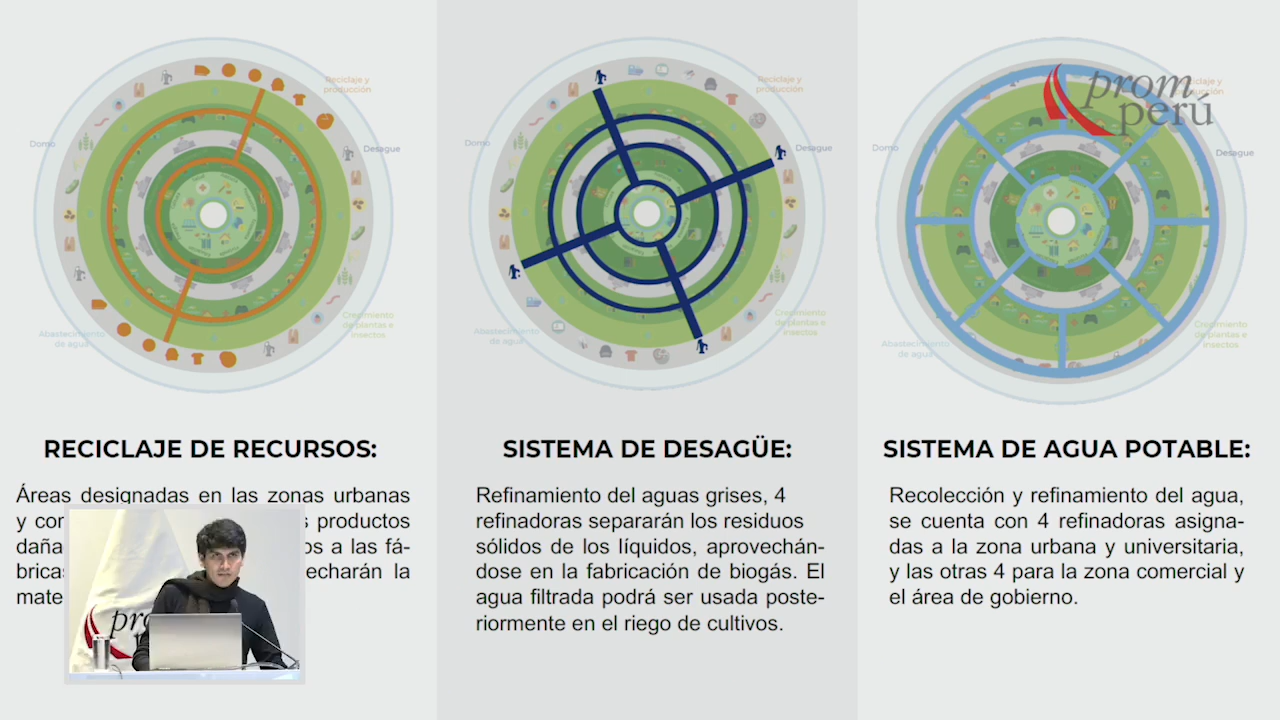 Reciclaje y
producción
Domo
Desague
Abastecimiento
de agua
Crecimiento
de plantas e
insectos
RECICLAJE DE RECURSOS:
Áreas designadas en las zonas urbanas
y con
s productos
daña
os a las fá-
bricas
echarán la
mate
prom
Reciclaje y
producción
Domo
Desague
Abastecimiento
de agua
Crecimiento
de plantas e
insectos
SISTEMA DE DESAGÜE:
Refinamiento del aguas grises, 4
refinadoras separarán los residuos
sólidos de los líquidos, aprovechán-
dose en la fabricación de biogás. El
agua filtrada podrá ser usada poste-
riormente en el riego de cultivos.
prom
perú
Domo
Desague
Abastecimiento
de agua
Crecimiento
de plantas e
insectos
SISTEMA DE AGUA POTABLE:
Recolección y refinamiento del agua,
se cuenta con 4 refinadoras asigna-
das a la zona urbana y universitaria,
y las otras 4 para la zona comercial y
el área de gobierno.